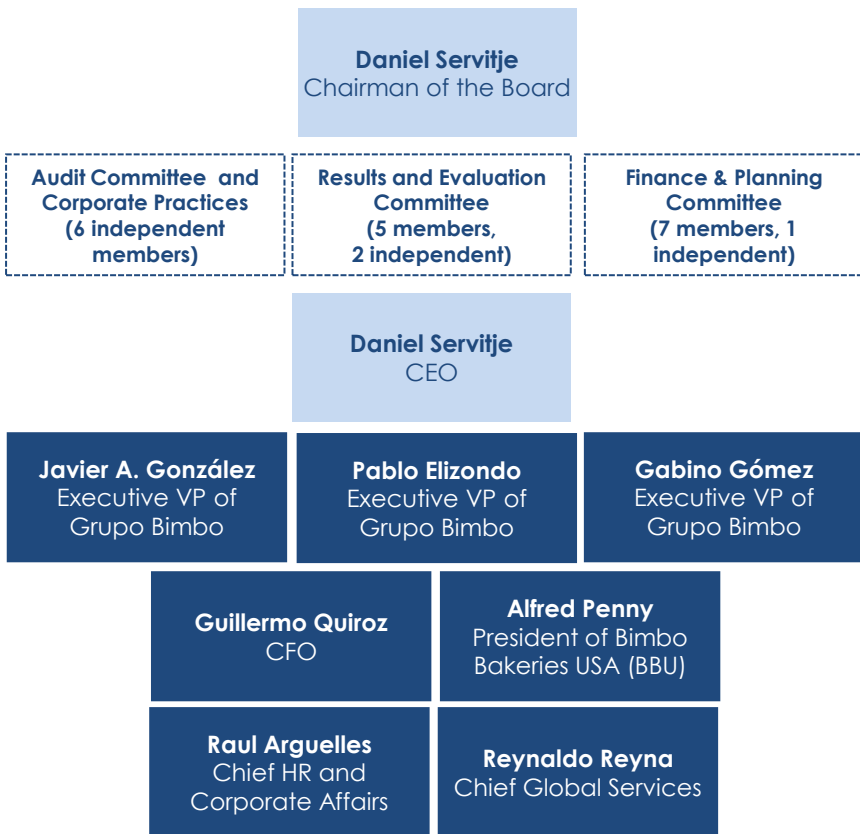 Daniel Servitje
Chairman of the Board
Audit Committee and
Corporate Practices
(6 independent
members)
Results and Evaluation
Committee
(5 members,
2 independent)
Finance & Planning
Committee
(7 members, 1
independent)
Daniel Servitje
CEO
Javier A. González
Executive VP of
Grupo Bimbo
Pablo Elizondo
Executive VP of
Grupo Bimbo
Gabino Gómez
Executive VP of
Grupo Bimbo
Guillermo Quiroz
CFO
Alfred Penny
President of Bimbo
Bakeries USA (BBU)
Raul Arguelles
Chief HR and
Corporate Affairs
Reynaldo Reyna
Chief Global Services